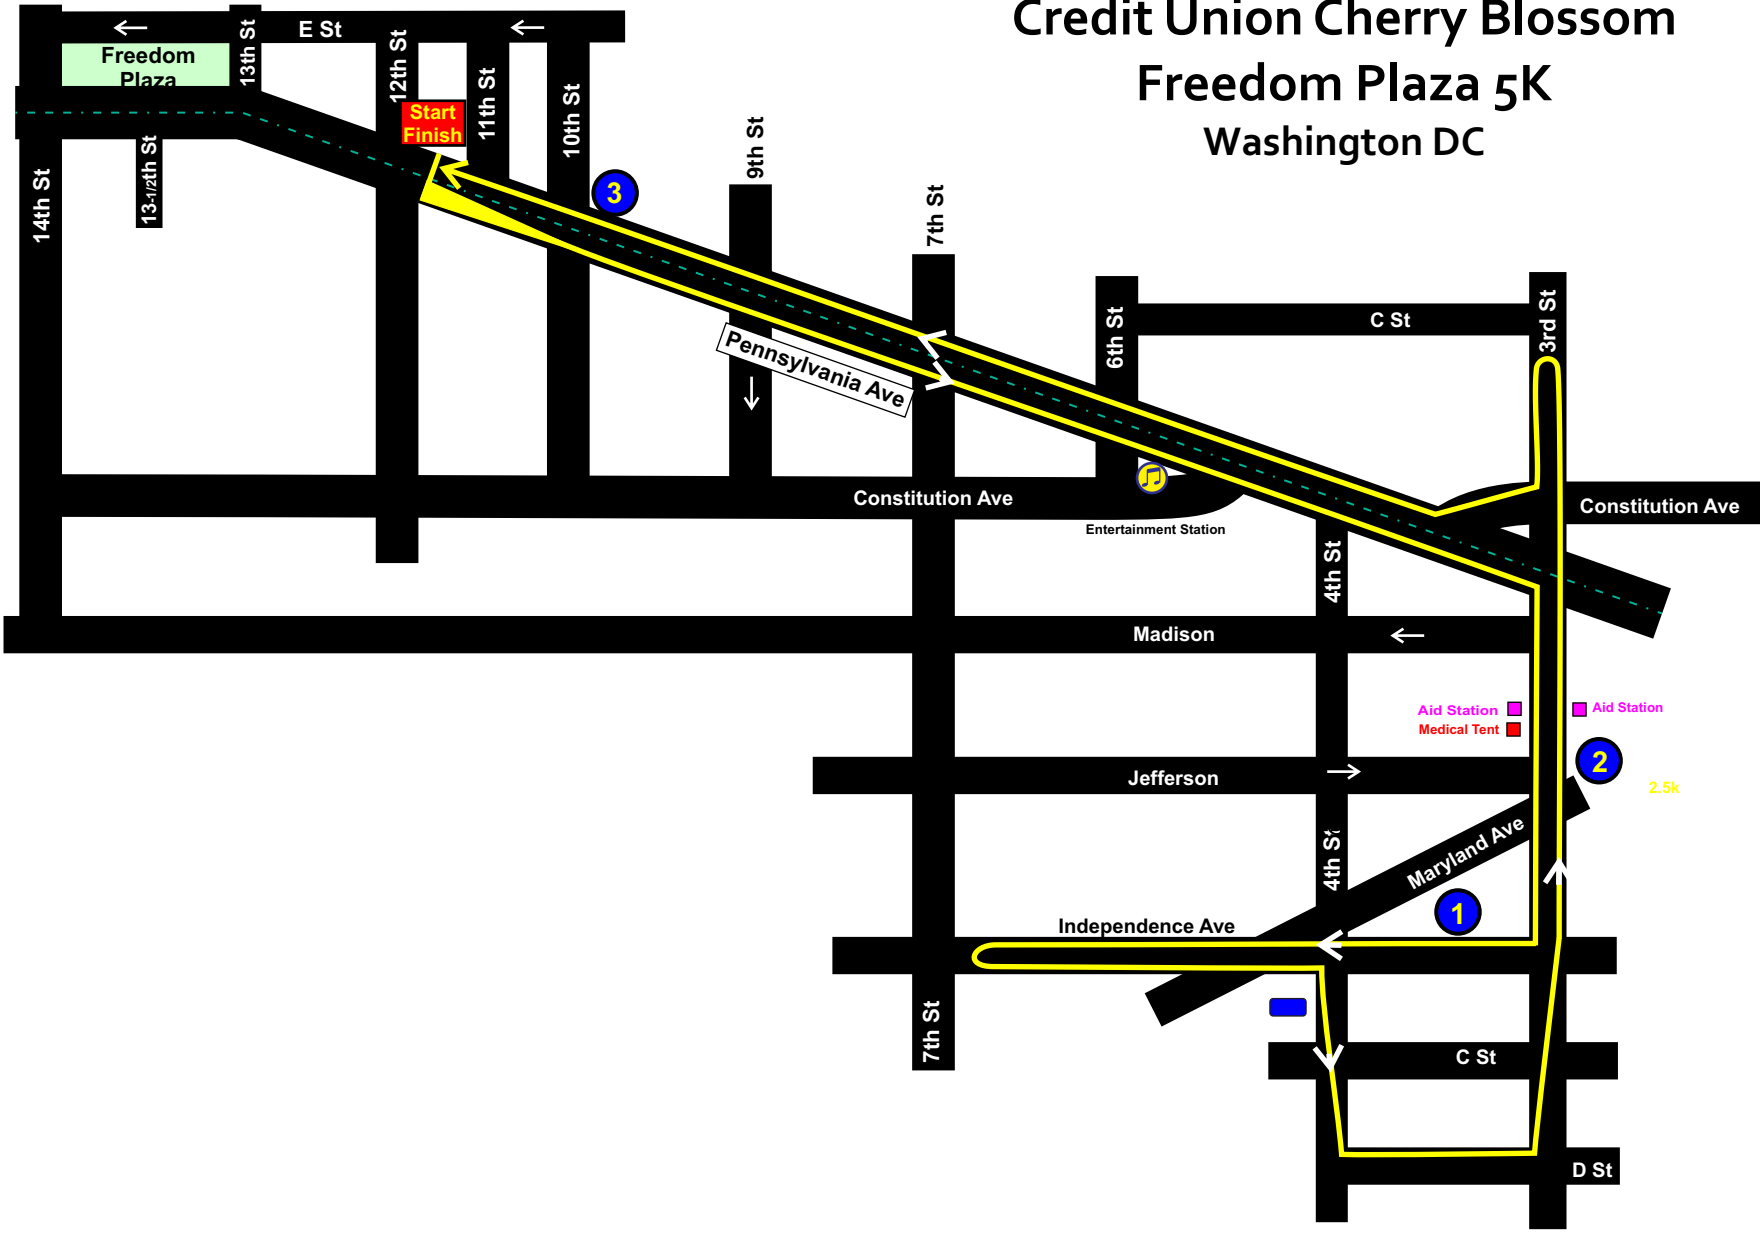 Credit Union Cherry Blossom
Freedom Plaza 5K
Washington DC
E St
Freedom
Plaza
13th St
12th St
Start
Finish
11th St
10th St
9th St
14th St
13-1/2th St
3
7th St
6th St
C St
3rd St
Pennsylvania Ave
Constitution Ave
Constitution Ave
Entertainment Station
4th St
Madison
Aid Station
Aid Station
Medical Tent
2
Jefferson
2.5k
Maryland Ave
4th St
1
Independence Ave
7th St
C St
D St